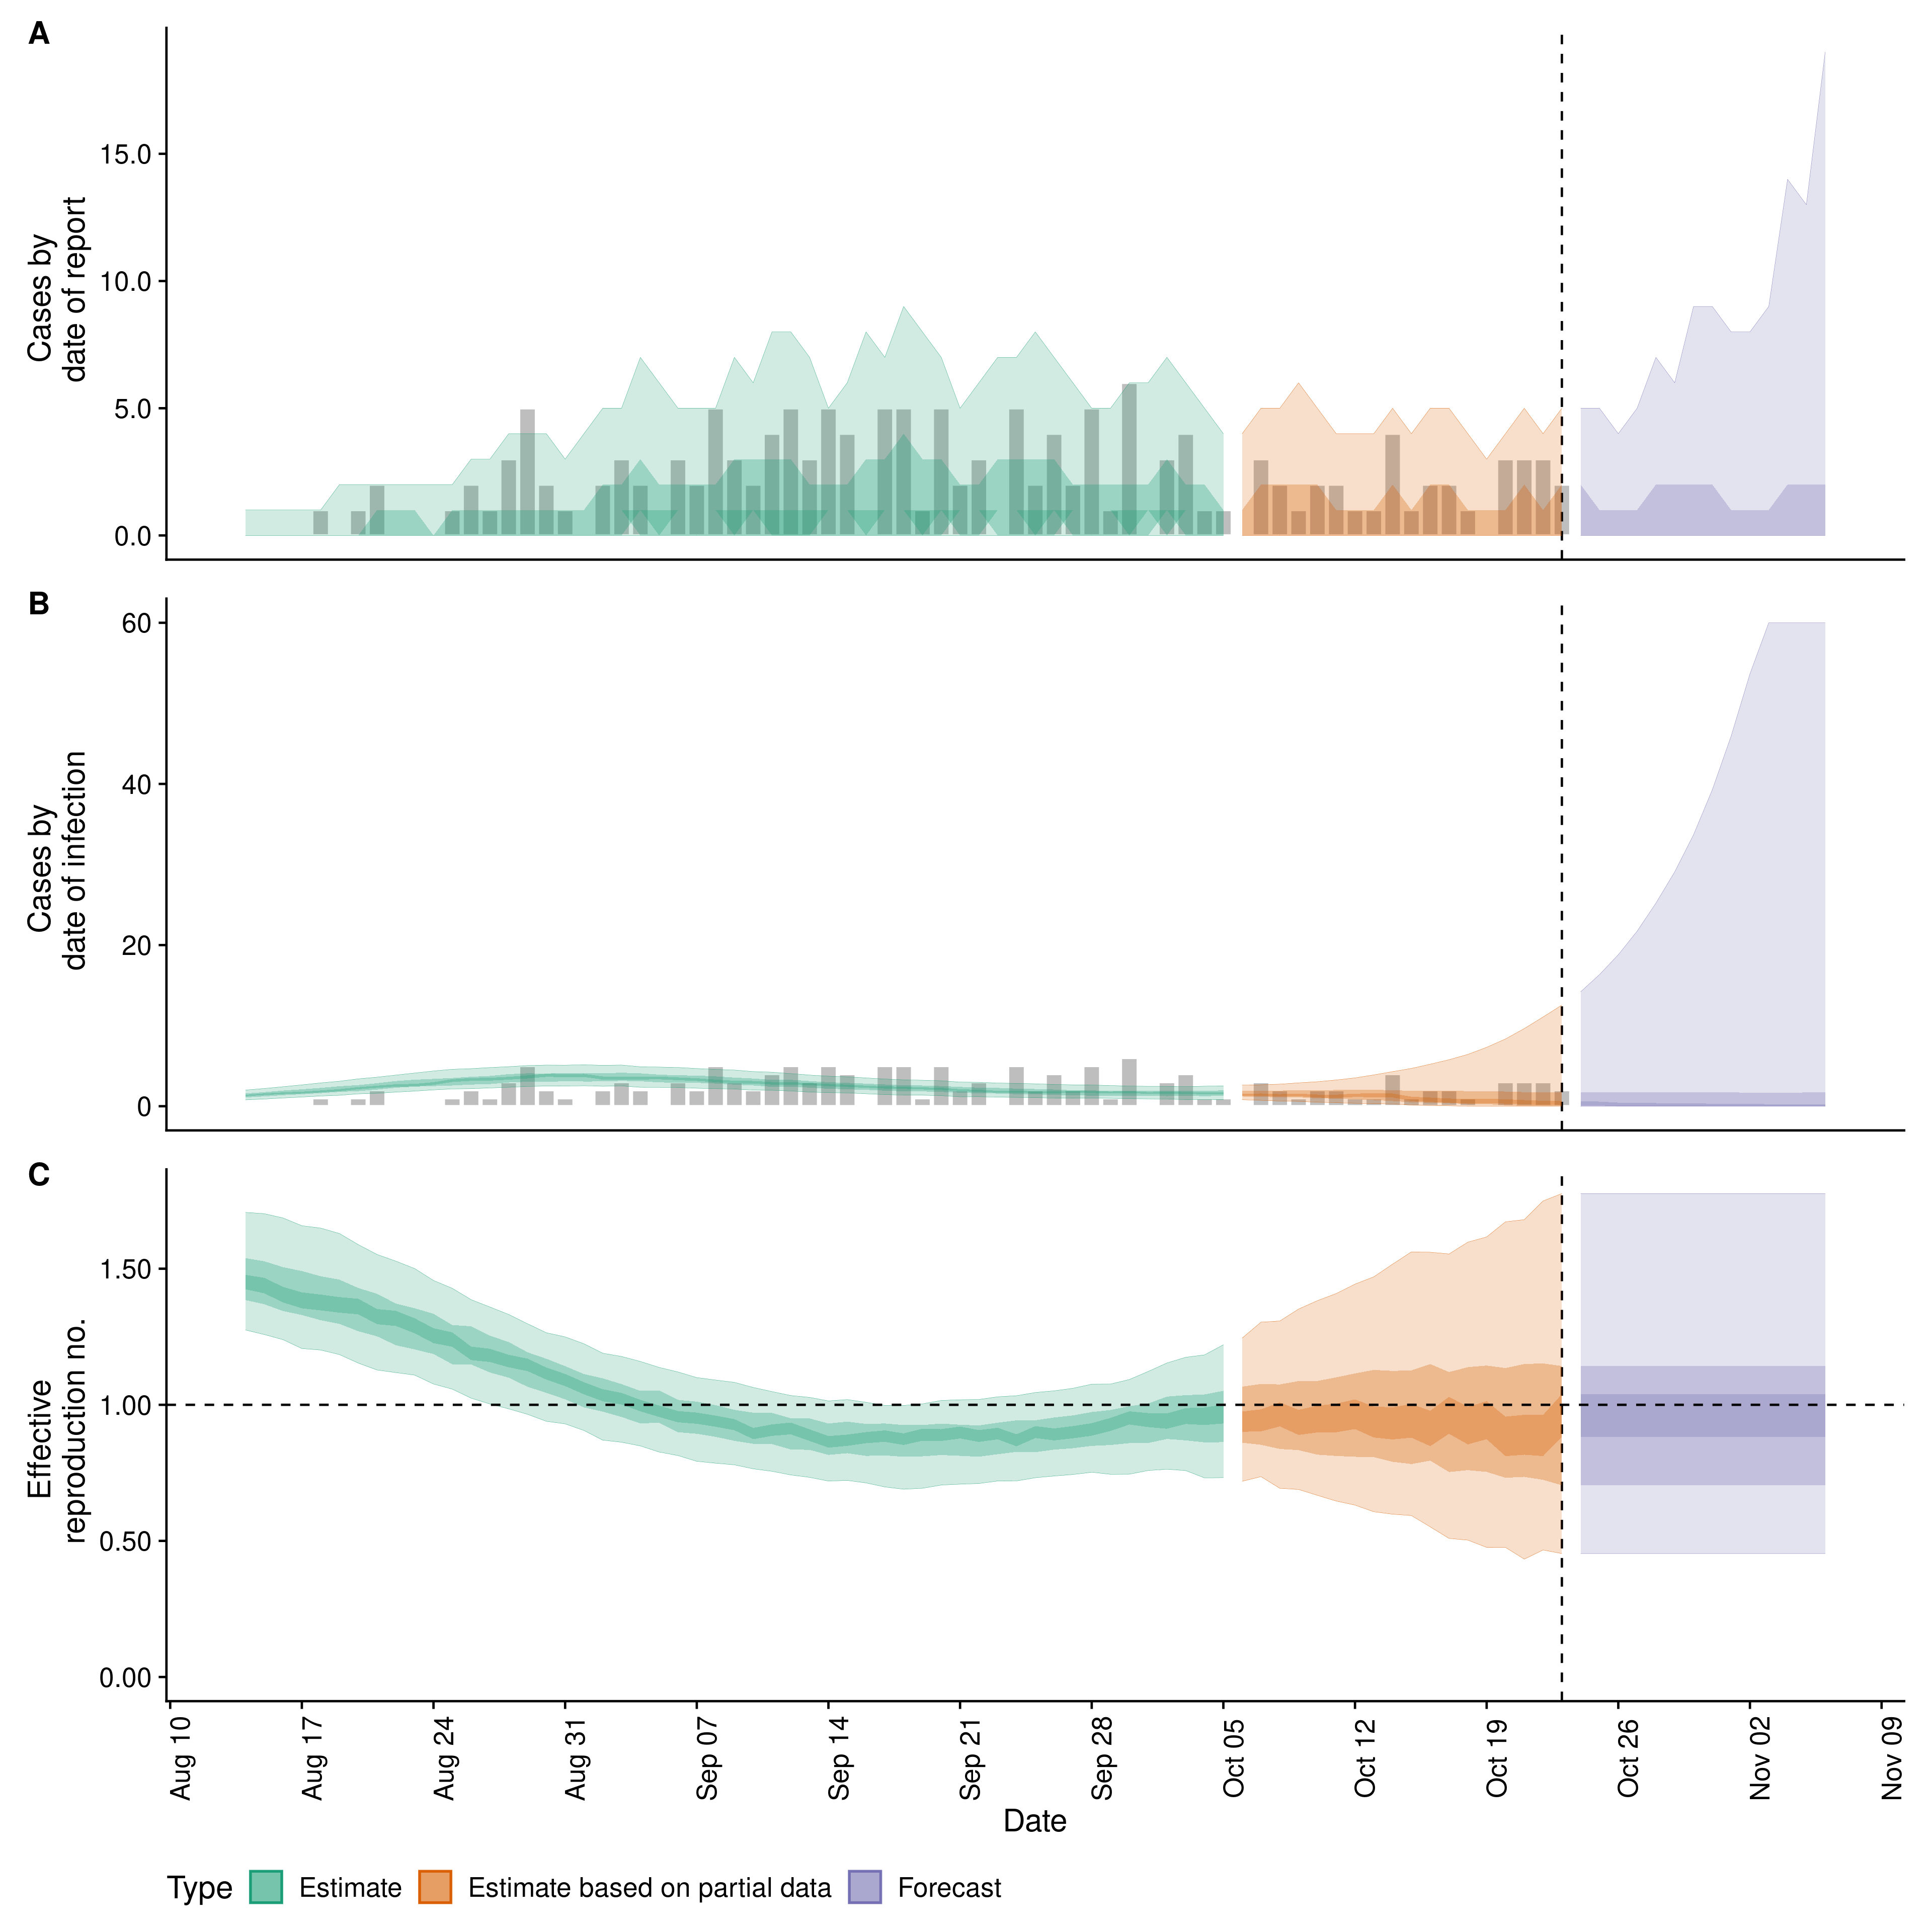 A
Cases by
date of report
15.0
10.0
5.0
0.0
B
Cases by
date of infection
60
40
20
0
C
Effective
reproduction no.
1.50
1.00
0.50
0.00
Aug 10
Aug 17
Aug 24
Aug 31
Sep 07
Sep 14
Sep 21
Sep 28
Oct 05
Oct 12
Oct 19
Oct 26
Nov 02
Nov 09
Date
Type Estimate Estimate based on partial data Forecast